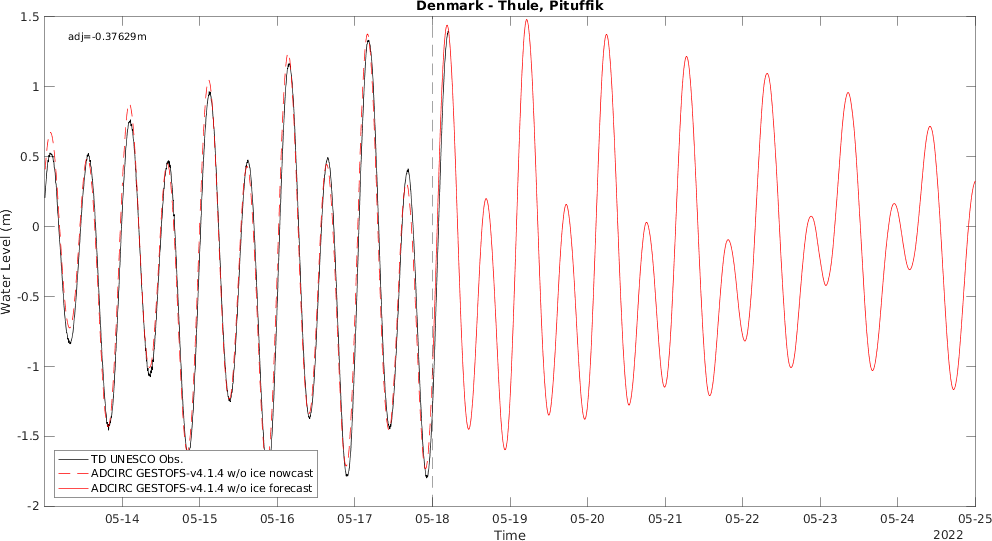 Denmark - Thule, Pituffik
adj=-0.37629m
1.5
1
0.5
0
-0.5
-1
-1.5
-2
Water Level (m)
TD UNESCO Obs.
ADCIRC GESTOFS-v4.1.4 w/o ice nowcast
ADCIRC GESTOFS-v4.1.4 w/o ice forecast
05-14 05-15 05-16 05-17 05-18 05-19 05-20 05-21 05-22 05-23 05-24 05-25
Time
2022